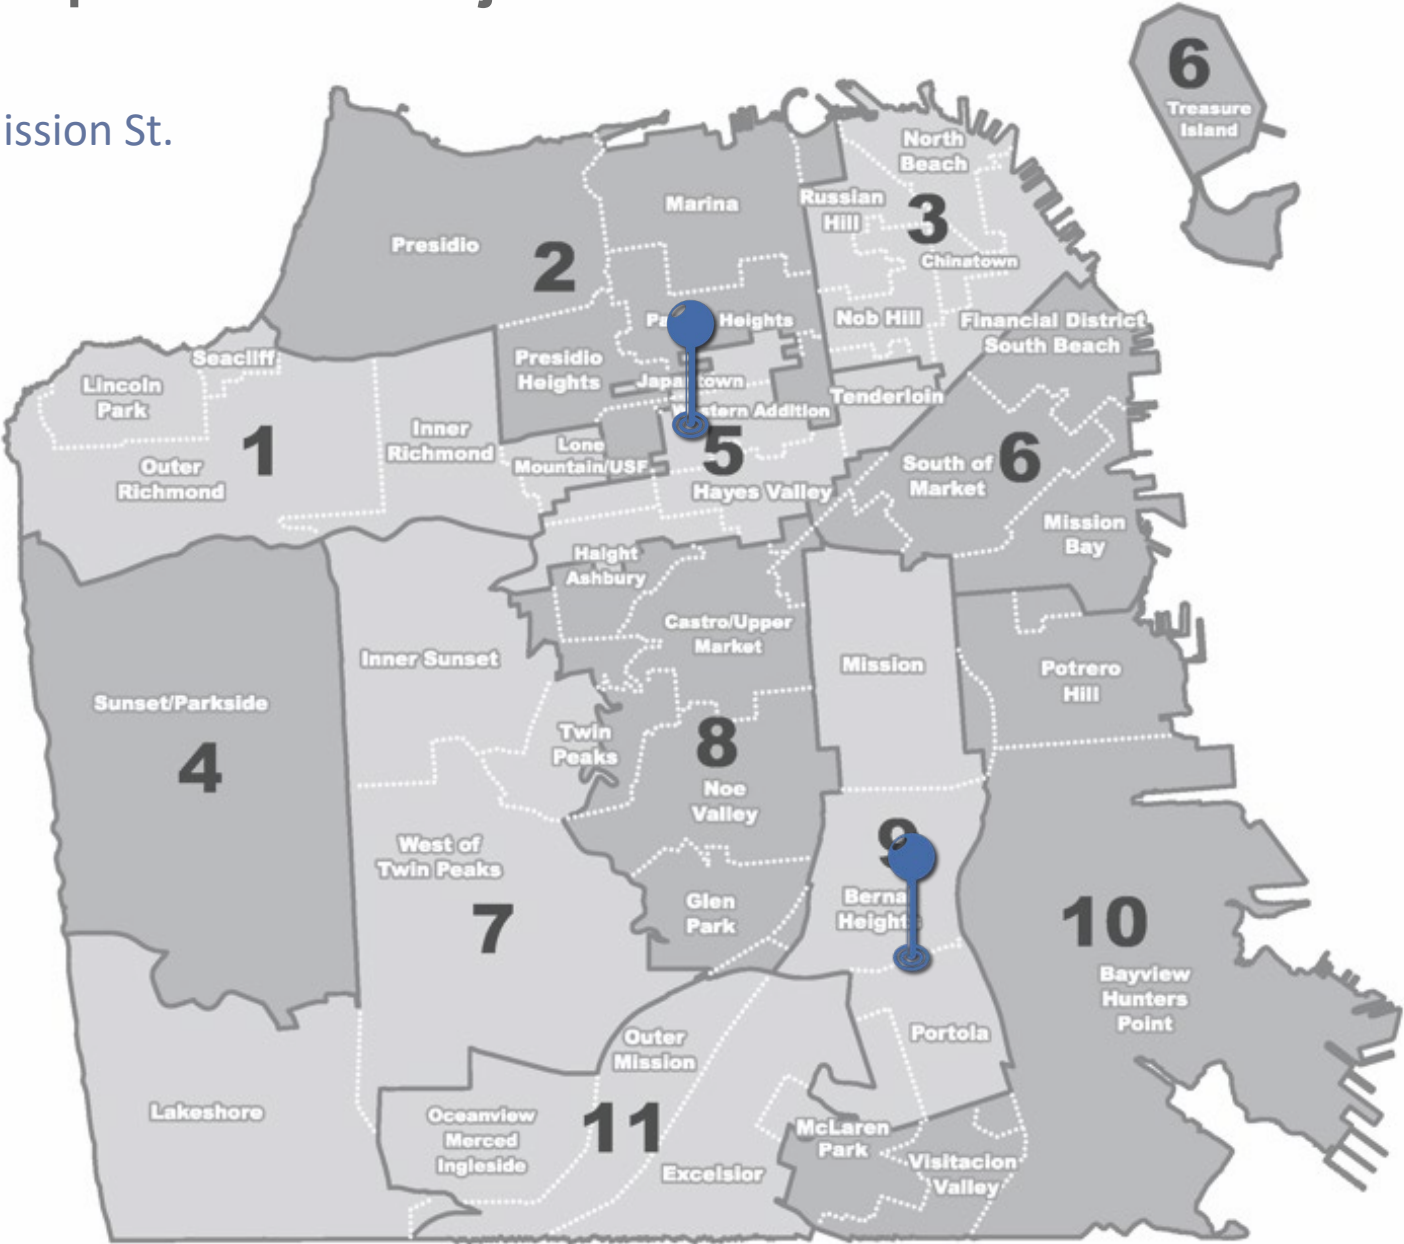 ission St.
6
Treasure
Island
North
Beach
Marina
Russian
Hill
3
Presidio
2
Chinatown
Heights
Nob Hill
Financial District
South Beach
Seacliff
Presidio
Heights
Lincoln
Park
Tenderloin
1
Inner
Richmond
Lone
Mountain/USF
5
Addition
6
South of
Market
Outer
Richmond
Hayes Valley
Mission
Bay
Haight
Ashbury
Castro/Upper
Market
Inner Sunset
Mission
Potrero
Hill
Sunset/Parkside
4
Twin
Peaks
8
Noe
Valley
West of
Twin Peaks
9
7
Glen
Park
Heights
10
Bayview
Hunters
Point
Outer
Mission
Portola
Lakeshore
Oceanview
Merced
Ingleside
11
McLaren
Park
Excelsior
Visitacion
Valley